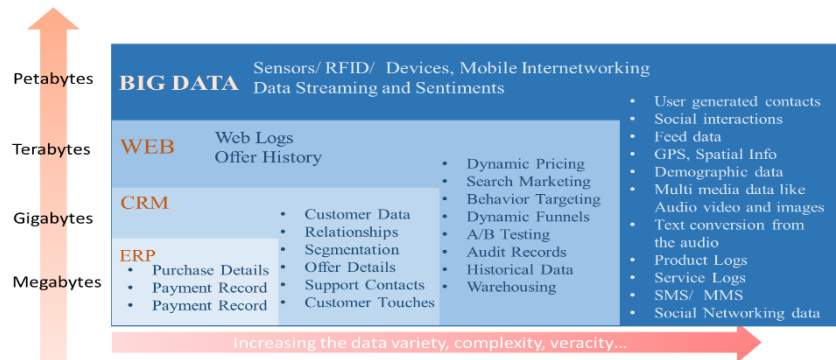 Petabytes
Terabytes
Gigabytes
Megabytes
BIG DATA
Sensors/ RFID/ Devices, Mobile Internetworking
Data Streaming and Sentiments
WEB
Web Logs
Offer History
CRM
ERP
• Purchase Details
• Payment Record
• Payment Record
• Customer Data
• Relationships
• Segmentation
• Offer Details
• Support Contacts
• Customer Touches
• Dynamic Pricing
• Search Marketing
• Behavior Targeting
• Dynamic Funnels
• A/B Testing
• Audit Records
• Historical Data
• Warehousing
• User generated contacts
• Social interactions
• Feed data
• GPS, Spatial Info
• Demographic data
• Multi media data like
Audio video and images
• Text conversion from
the audio
• Product Logs
• Service Logs
• SMS/ MMS
• Social Networking data
Increasing the data variety, complexity, veracity...